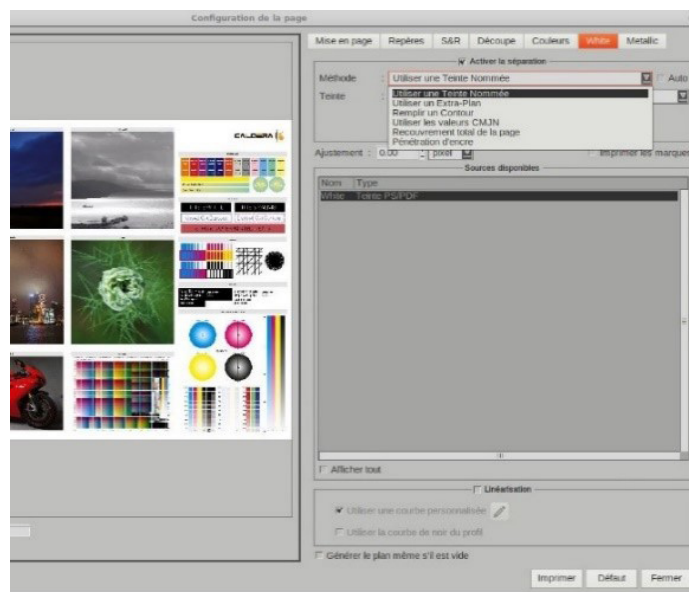 Configuration de la page
Mise en page Repères S&R Découpe Couleurs White Metallic
Activer la séparation
Méthode : Utiliser une Teinte Nommée Auto
Teinte :
Utiliser une Teinte Nommée
Utiliser un Extra-Plan
Remplir un Contour
Utiliser les valeurs CMJN
Recouvrement total de la page
Pénétration d'encre
Ajustement : 0.00 pixel Imprimer les marques
Sources disponibles
Nom Type
White Teinte PS/PDF
CALDERA
Afficher tout
Linéarisation
Utiliser une courbe personnalisée
Utiliser la courbe de noir du profil
Générer le plan même s'il est vide
Imprimer Défaut Fermer